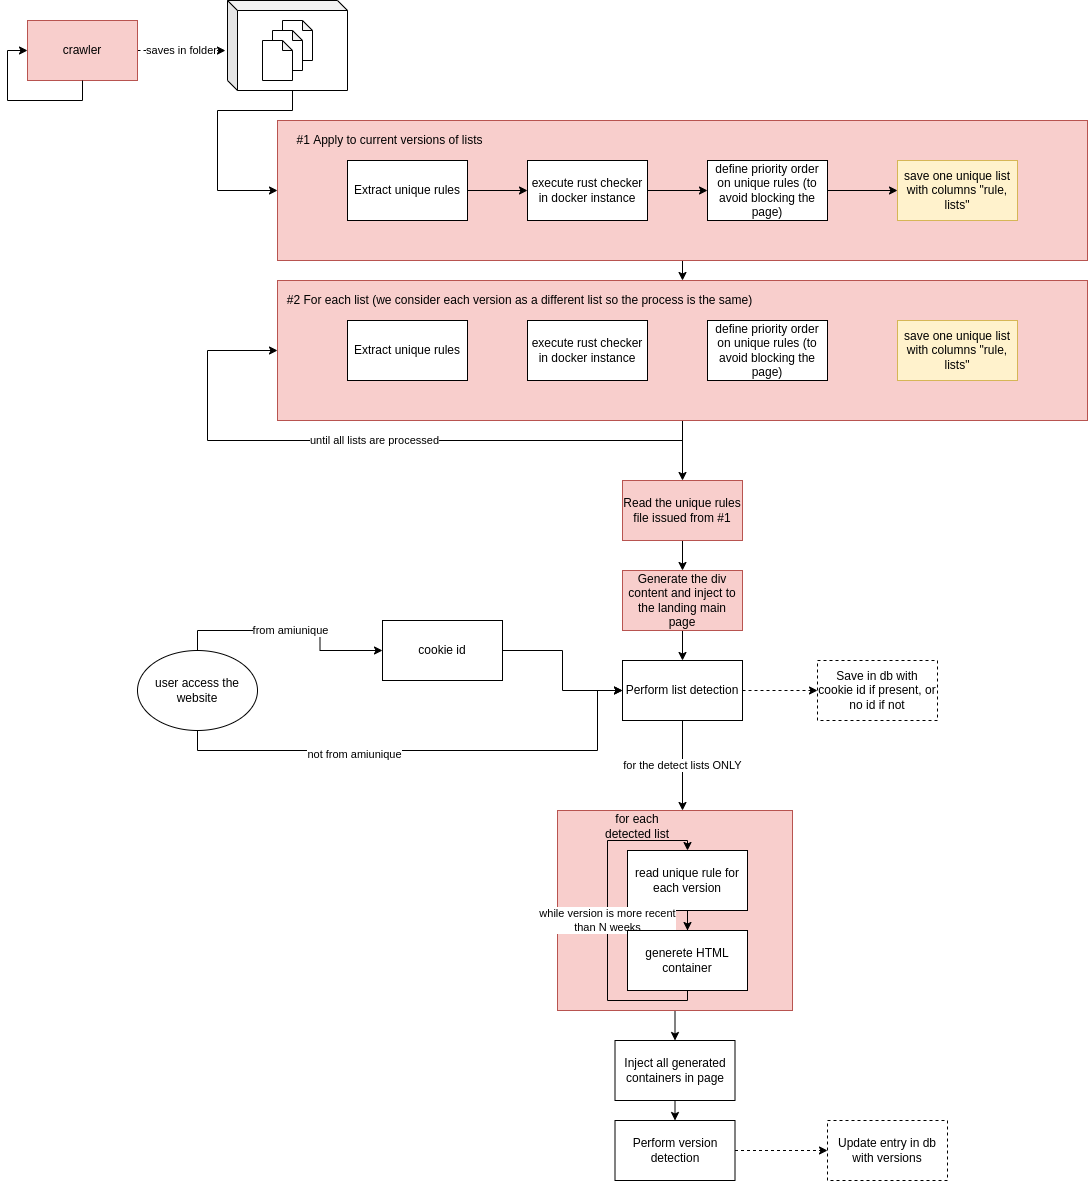 crawler
saves in folder
#1 Apply to current versions of lists
Extract unique rules
execute rust checker
in docker instance
define priority order
on unique rules (to
avoid blocking the
page)
save one unique list
with columns "rule,
lists"
#2 For each list (we consider each version as a different list so the process is the same)
Extract unique rules
execute rust checker
in docker instance
define priority order
on unique rules (to
avoid blocking the
page)
save one unique list
with columns "rule,
lists"
until all lists are processed
Read the unique rules
file issued from #1
Generate the div
content and inject to
the landing main
page
from amiunique
cookie id
user access the
website
Perform list detection
Save in db with
cookie id if present, or
no id if not
not from amiunique
for the detect lists ONLY
for each
detected list
read unique rule for
each version
while version is more recent
than N weeks
generete HTML
container
Inject all generated
containers in page
Perform version
detection
Update entry in db
with versions